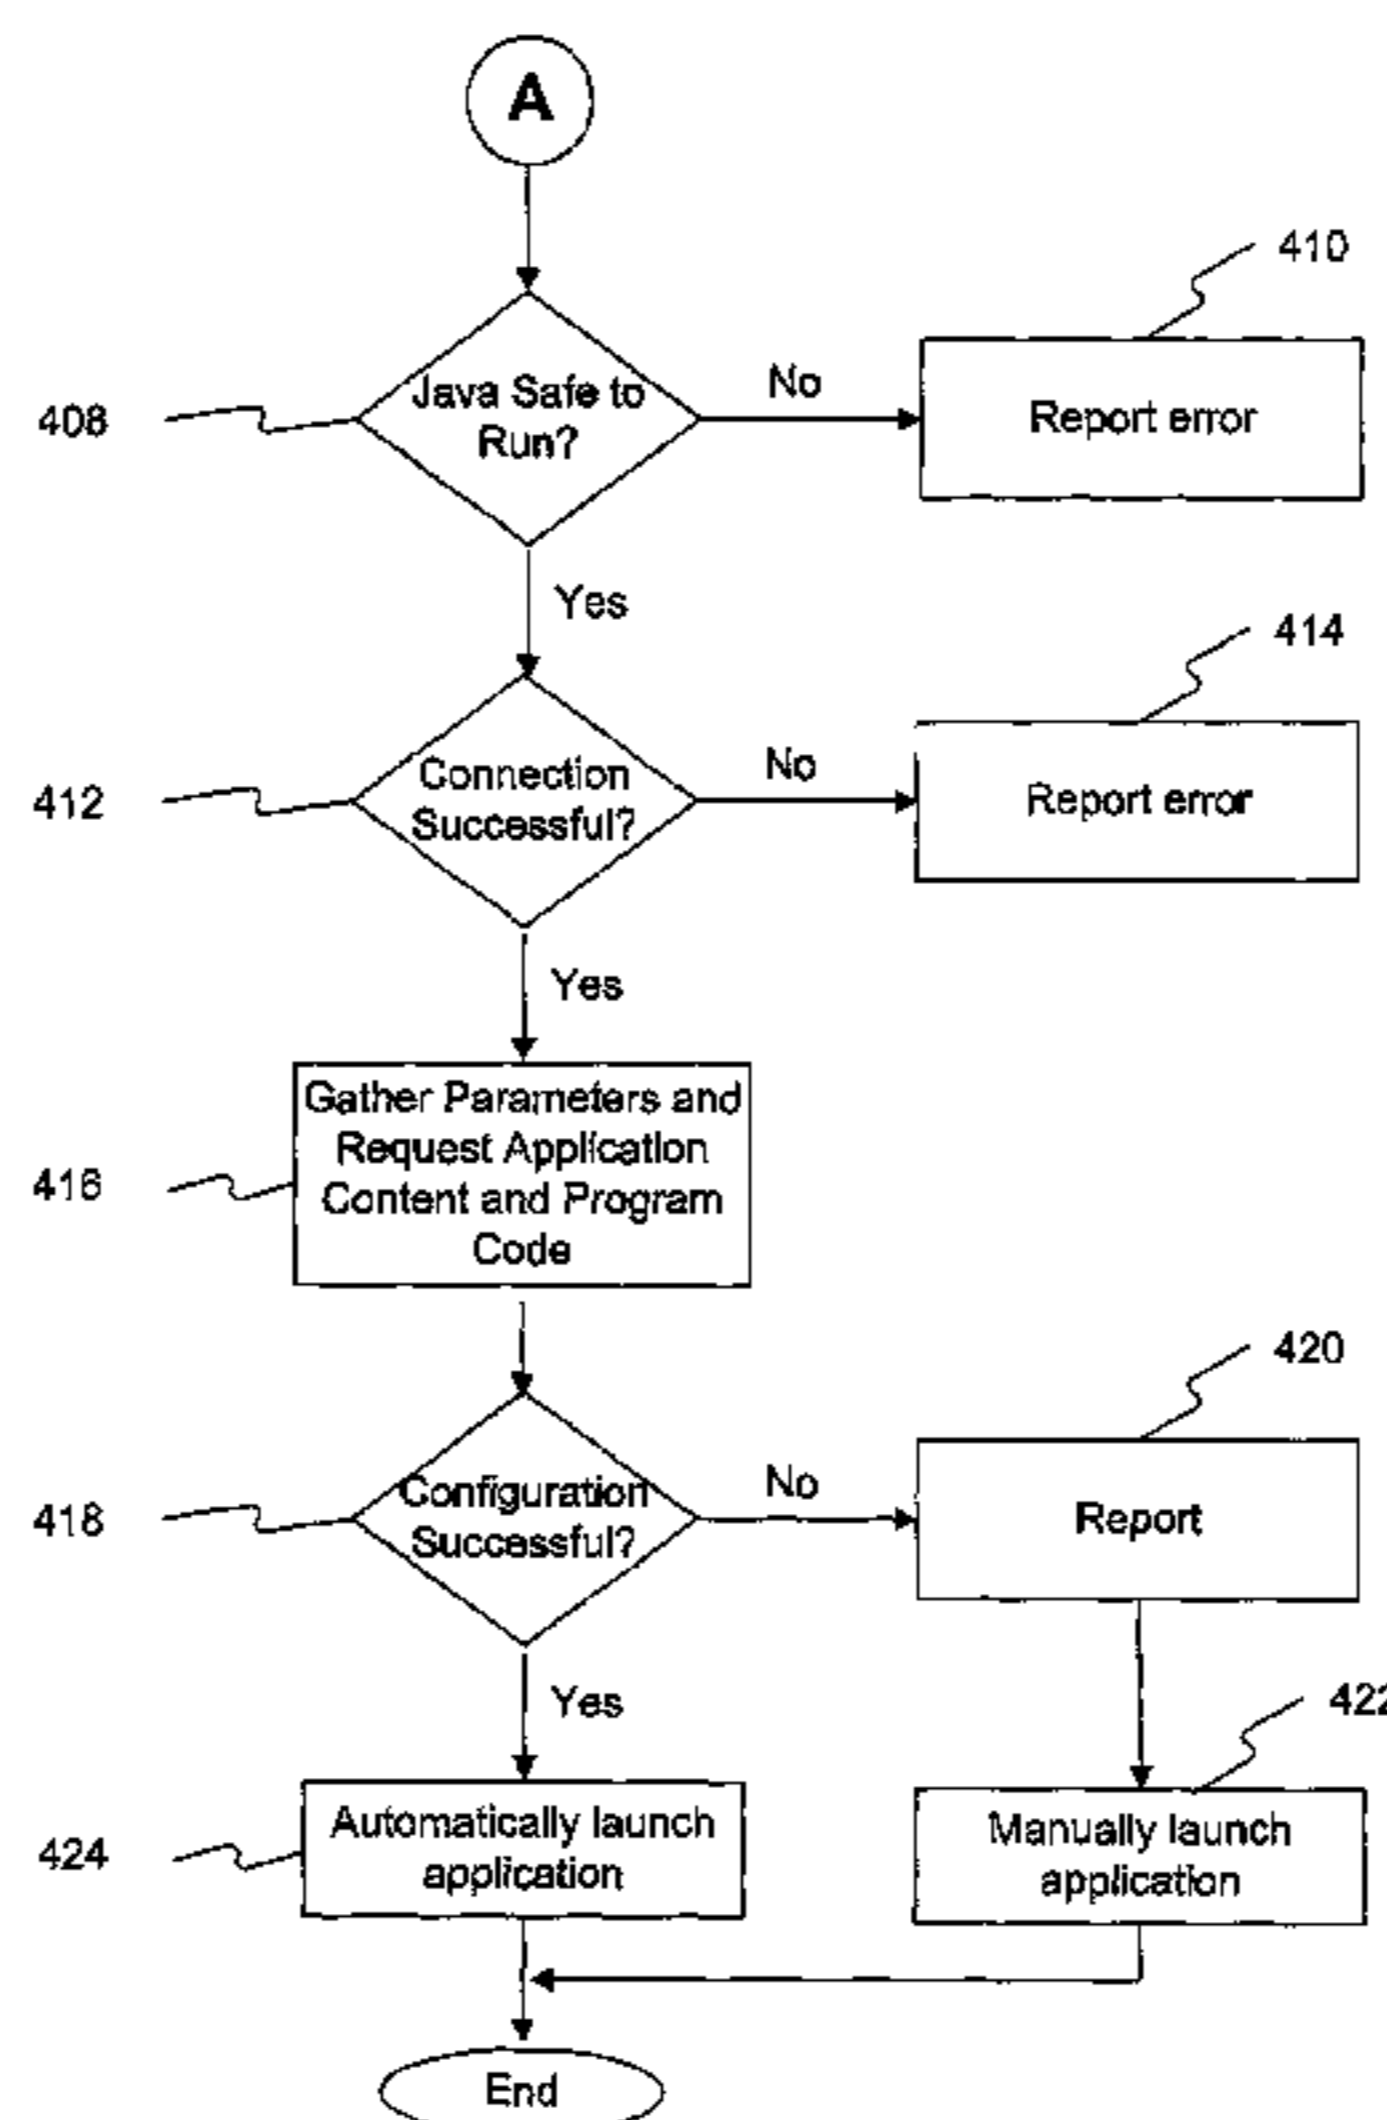 A
410
408
Java Safe to
Run?
No
Report error
Yes
414
412
Connection
Successful?
No
Report error
Yes
416
Gather Parameters and
Request Application
Content and Program
Code
420
418
Configuration
Successful?
No
Report
Yes
422
424
Automatically launch
application
Manually launch
application
End